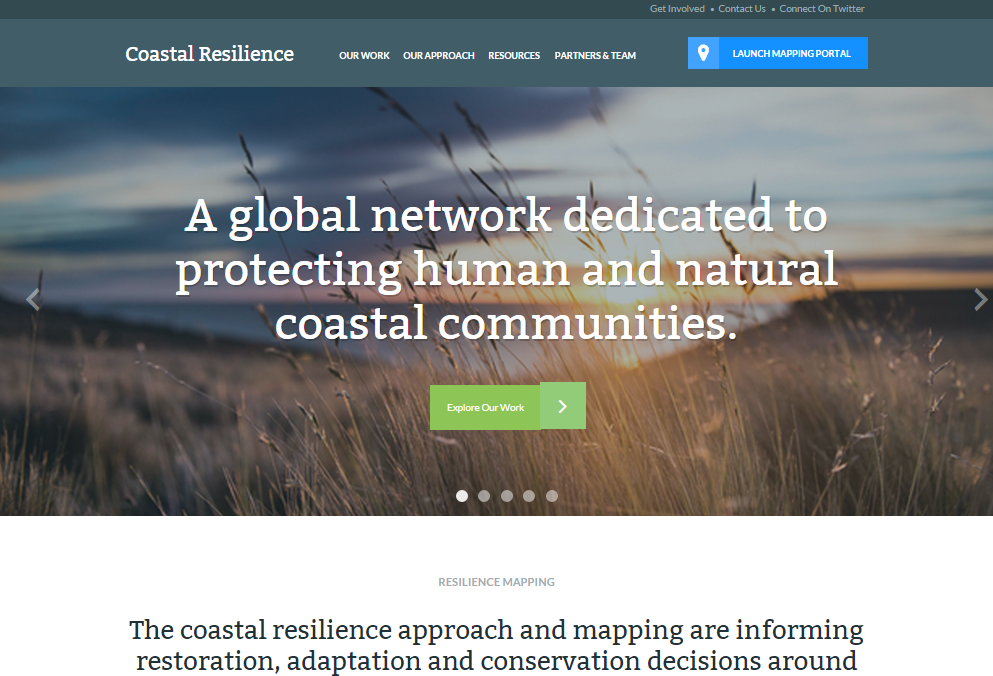 Get Involved • Contact Us • Connect On Twitter
Coastal Resilience
OUR WORK OUR APPROACH RESOURCES PARTNERS & TEAM
LAUNCH MAPPING PORTAL
A global network dedicated to
protecting human and natural
coastal communities.
Explore Our Work
RESILIENCE MAPPING
The coastal resilience approach and mapping are informing
restoration, adaptation and conservation decisions around